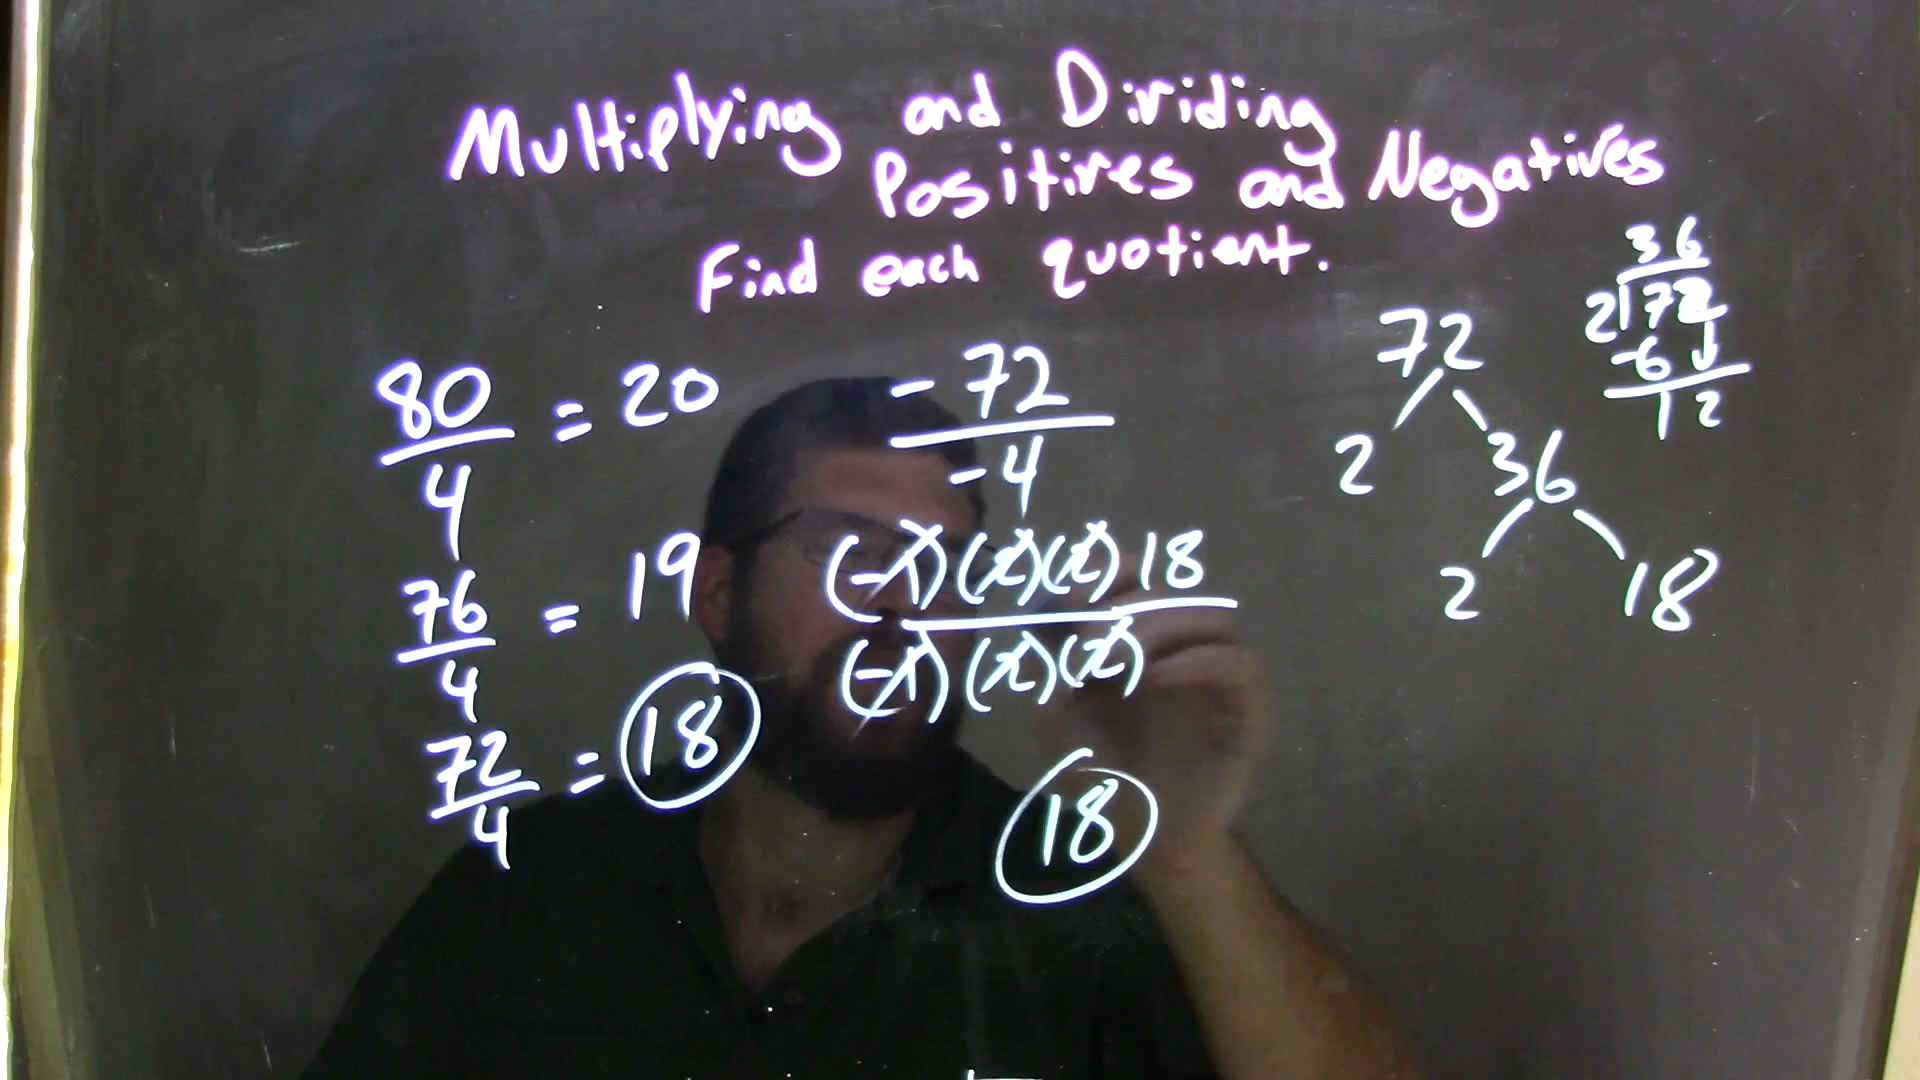 Multiplying and Dividing
Positives and Negatives
Find each quotient.
80/4 = 20
76/4 = 19
72/4 = 18
-72/-4
(-1)(2)(2)18
(-1)(2)(2)
18
72
2 36
2 18
36
2)72
-6
12